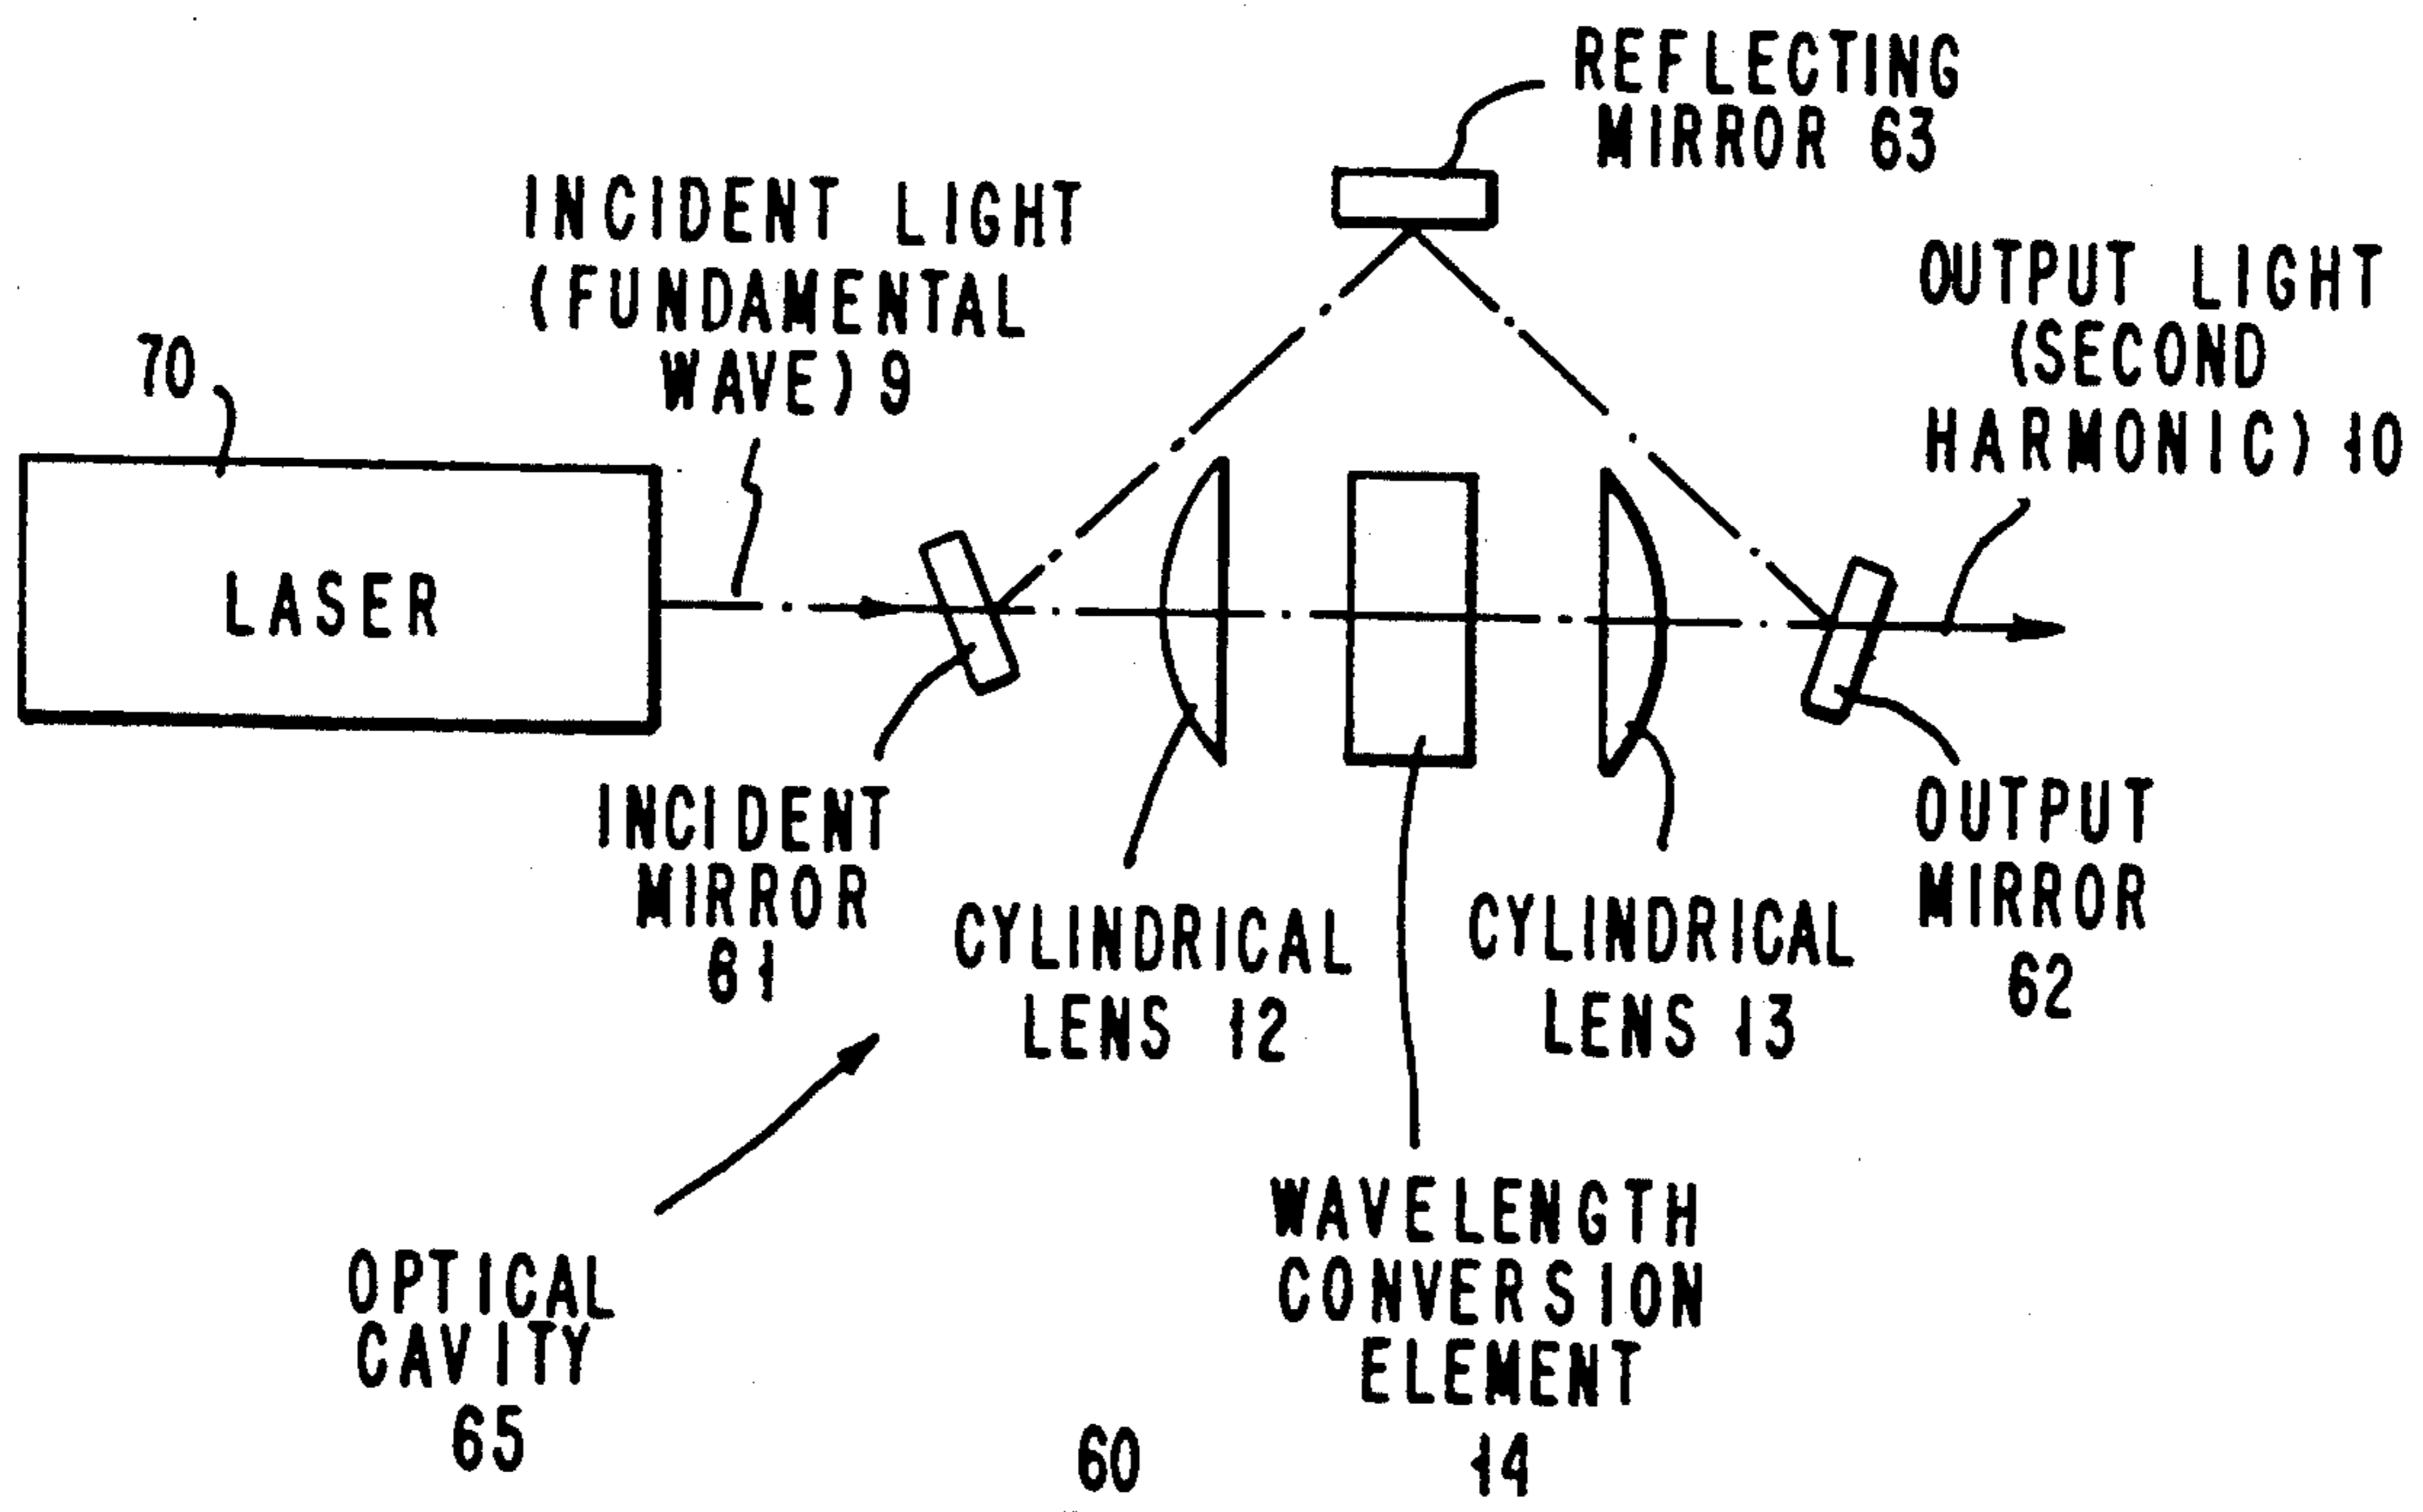 REFLECTING
MIRROR 63
INCIDENT LIGHT
(FUNDAMENTAL
WAVE) 9
OUTPUT LIGHT
(SECOND
HARMONIC) 10
70
LASER
INCIDENT
MIRROR
61
CYLINDRICAL
LENS 12
CYLINDRICAL
LENS 13
OUTPUT
MIRROR
62
WAVELENGTH
CONVERSION
ELEMENT
14
OPTICAL
CAVITY
65
60